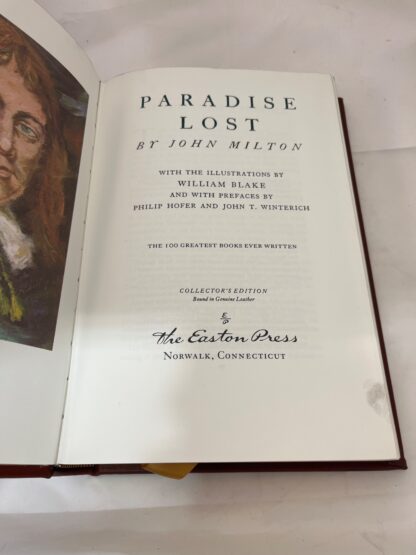 PARADISE
LOST
BY JOHN MILTON
WITH THE ILLUSTRATIONS BY
WILLIAM BLAKE
AND WITH PREFACES BY
PHILIP HOFER AND JOHN T. WINTERICH
THE 100 GREATEST BOOKS EVER WRITTEN
COLLECTOR'S EDITION
Bound in Genuine Leather
E/P
The Easton Press
NORWALK, CONNECTICUT